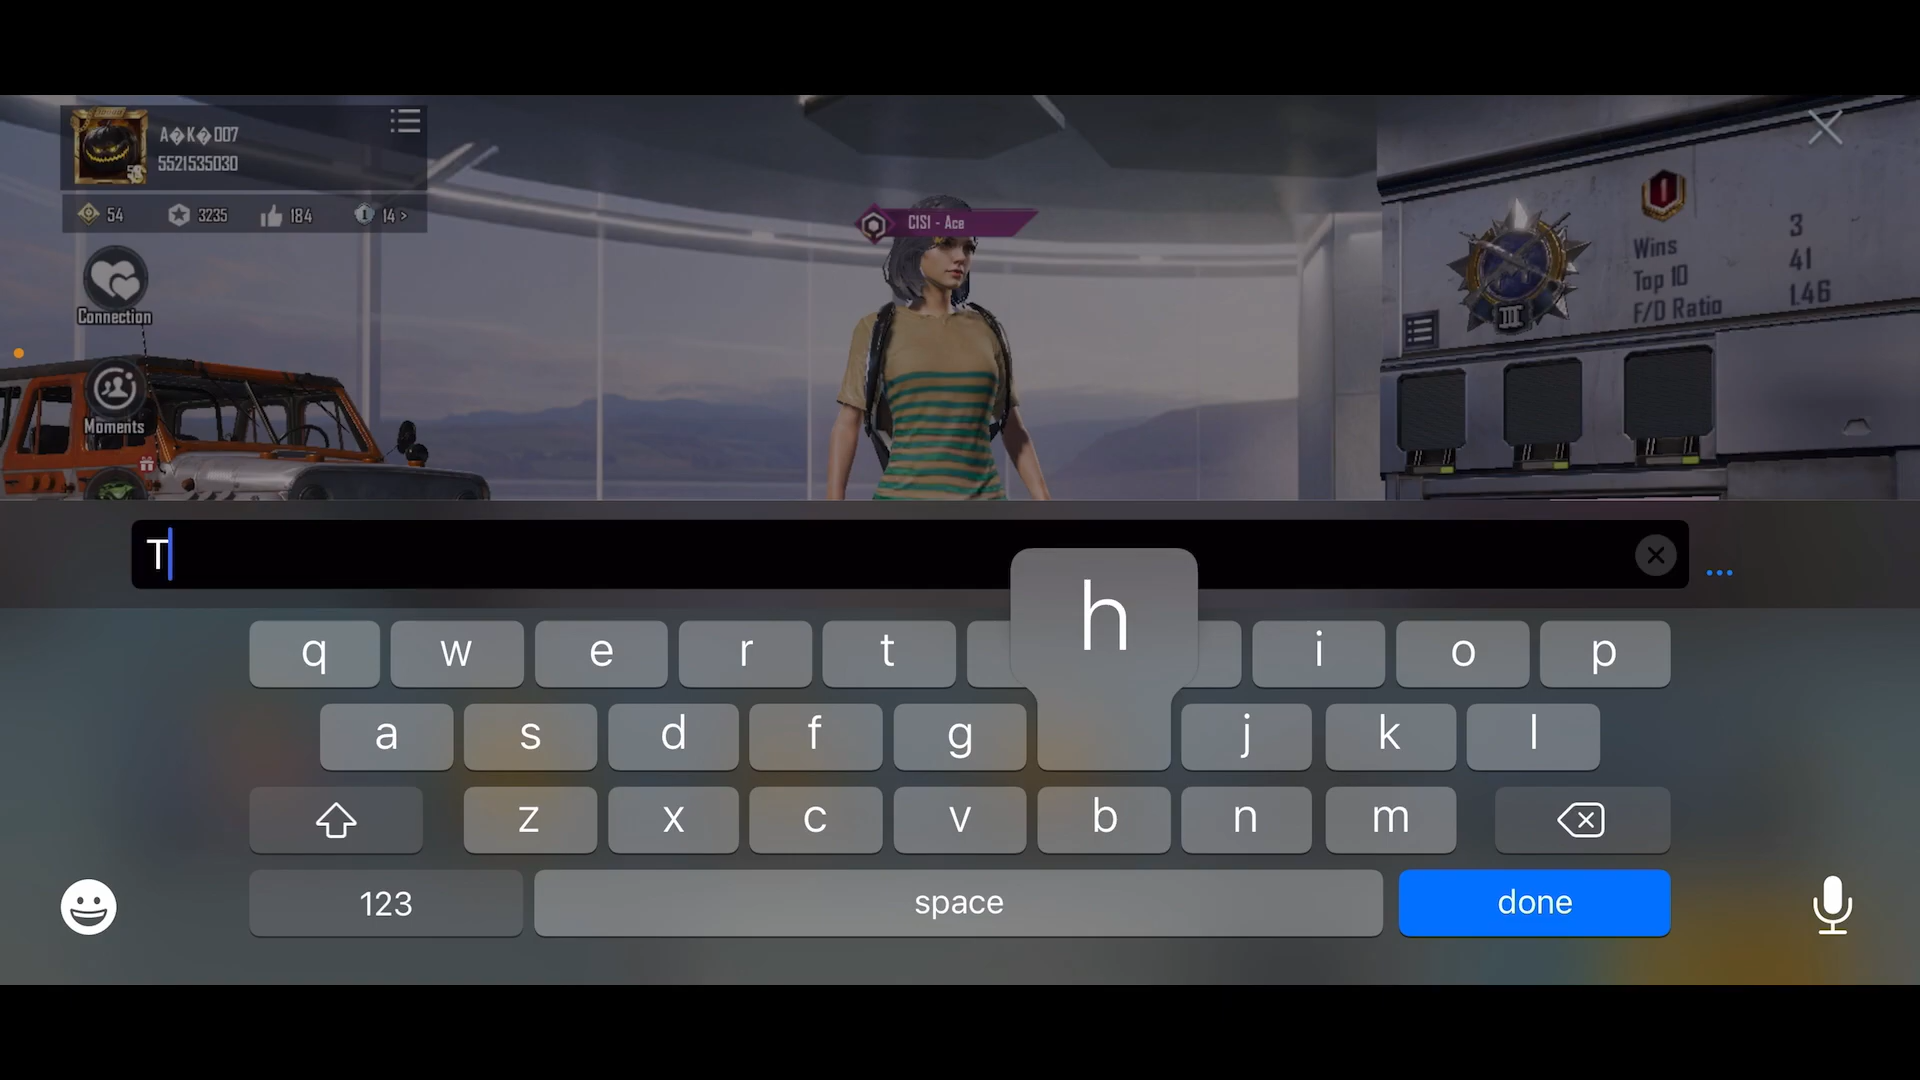 A�K�007
5521535030
54 3235 184 14 >
C1S1 - Ace
Connection
Moments
Wins 3
Top 10 41
F/D Ratio 1.46
III
T
h
q w e r t i o p
a s d f g j k l
z x c v b n m
123 space done